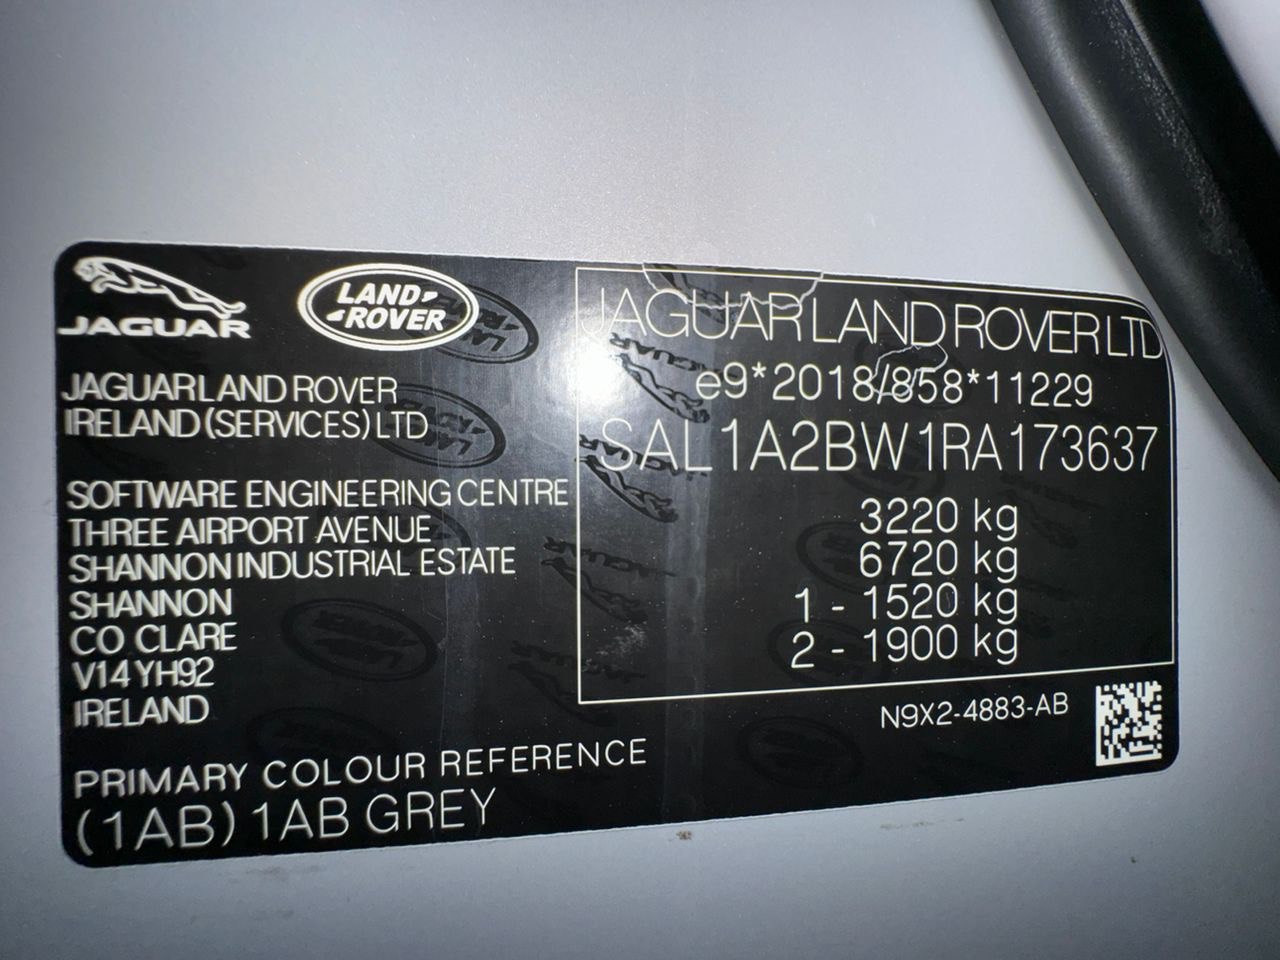 JAGUAR
LAND
ROVER
JAGUAR LAND ROVER
IRELAND (SERVICES) LTD
SOFTWARE ENGINEERING CENTRE
THREE AIRPORT AVENUE
SHANNON INDUSTRIAL ESTATE
SHANNON
CO CLARE
V14 YH92
IRELAND
PRIMARY COLOUR REFERENCE
(1AB) 1AB GREY
JAGUAR LAND ROVER LTD
e9*2018/858*11229
SAL1A2BW1RA173637
3220 kg
6720 kg
1 - 1520 kg
2 - 1900 kg
N9X2-4883-AB